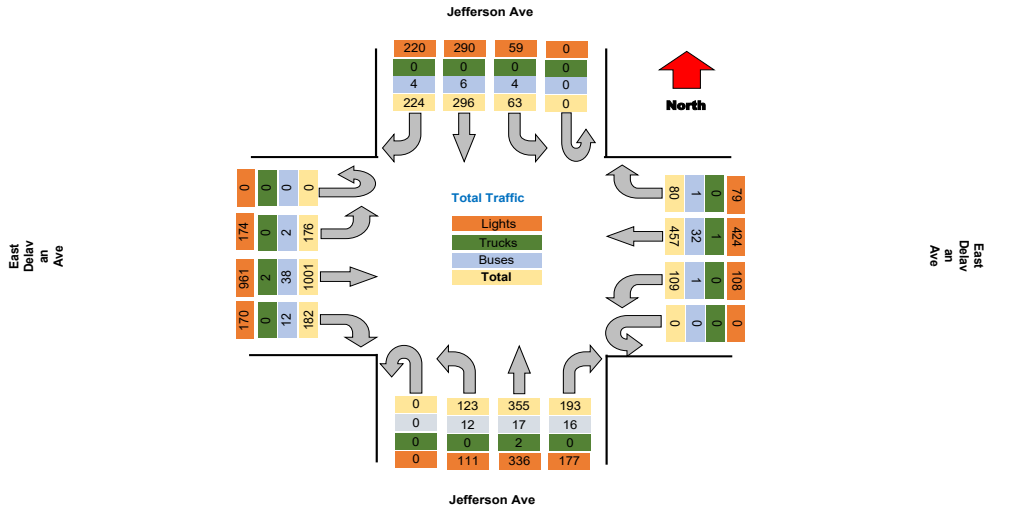 Jefferson Ave
220 290 59 0
0 0 0 0
4 6 4 0
224 296 63 0
North
0 0 0 0
174 0 2 176
961 2 38 1001
170 0 12 182
East
Delav
an
Ave
Total Traffic
Lights
Trucks
Buses
Total
80 1 0 79
457 32 1 424
109 1 0 108
0 0 0 0
East
Delav
an
Ave
0 123 355 193
0 12 17 16
0 0 2 0
0 111 336 177
Jefferson Ave